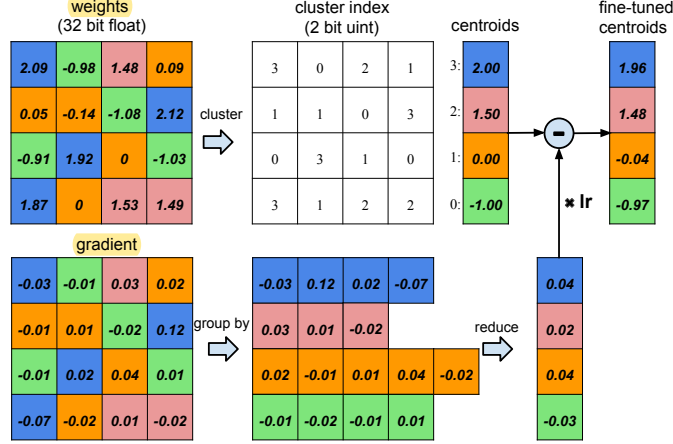 weights
(32 bit float)
cluster index
(2 bit uint)
centroids
fine-tuned
centroids
2.09 -0.98 1.48 0.09
0.05 -0.14 -1.08 2.12
-0.91 1.92 0 -1.03
1.87 0 1.53 1.49
cluster
3 0 2 1
1 1 0 3
0 3 1 0
3 1 2 2
3: 2.00
2: 1.50
1: 0.00
0: -1.00
-
× lr
1.96
1.48
-0.04
-0.97
gradient
-0.03 -0.01 0.03 0.02
-0.01 0.01 -0.02 0.12
-0.01 0.02 0.04 0.01
-0.07 -0.02 0.01 -0.02
group by
-0.03 0.12 0.02 -0.07
0.03 0.01 -0.02
0.02 -0.01 0.01 0.04 -0.02
-0.01 -0.02 -0.01 0.01
reduce
0.04
0.02
0.04
-0.03